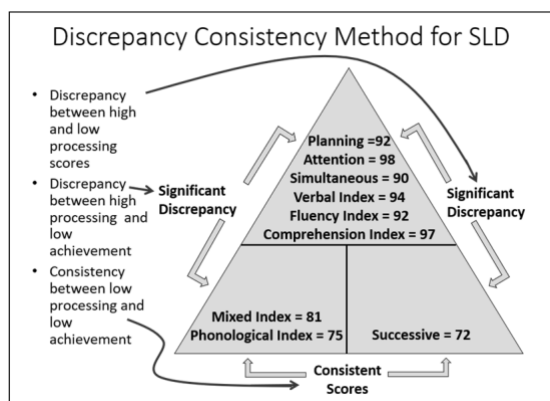 Discrepancy Consistency Method for SLD
• Discrepancy
between high
and low
processing
scores
• Discrepancy
between high
processing and
low
achievement
• Consistency
between low
processing and
low
achievement
Significant
Discrepancy
Planning =92
Attention = 98
Simultaneous = 90
Verbal Index = 94
Fluency Index = 92
Comprehension Index = 97
Significant
Discrepancy
Mixed Index = 81
Phonological Index = 75
Successive = 72
Consistent
Scores